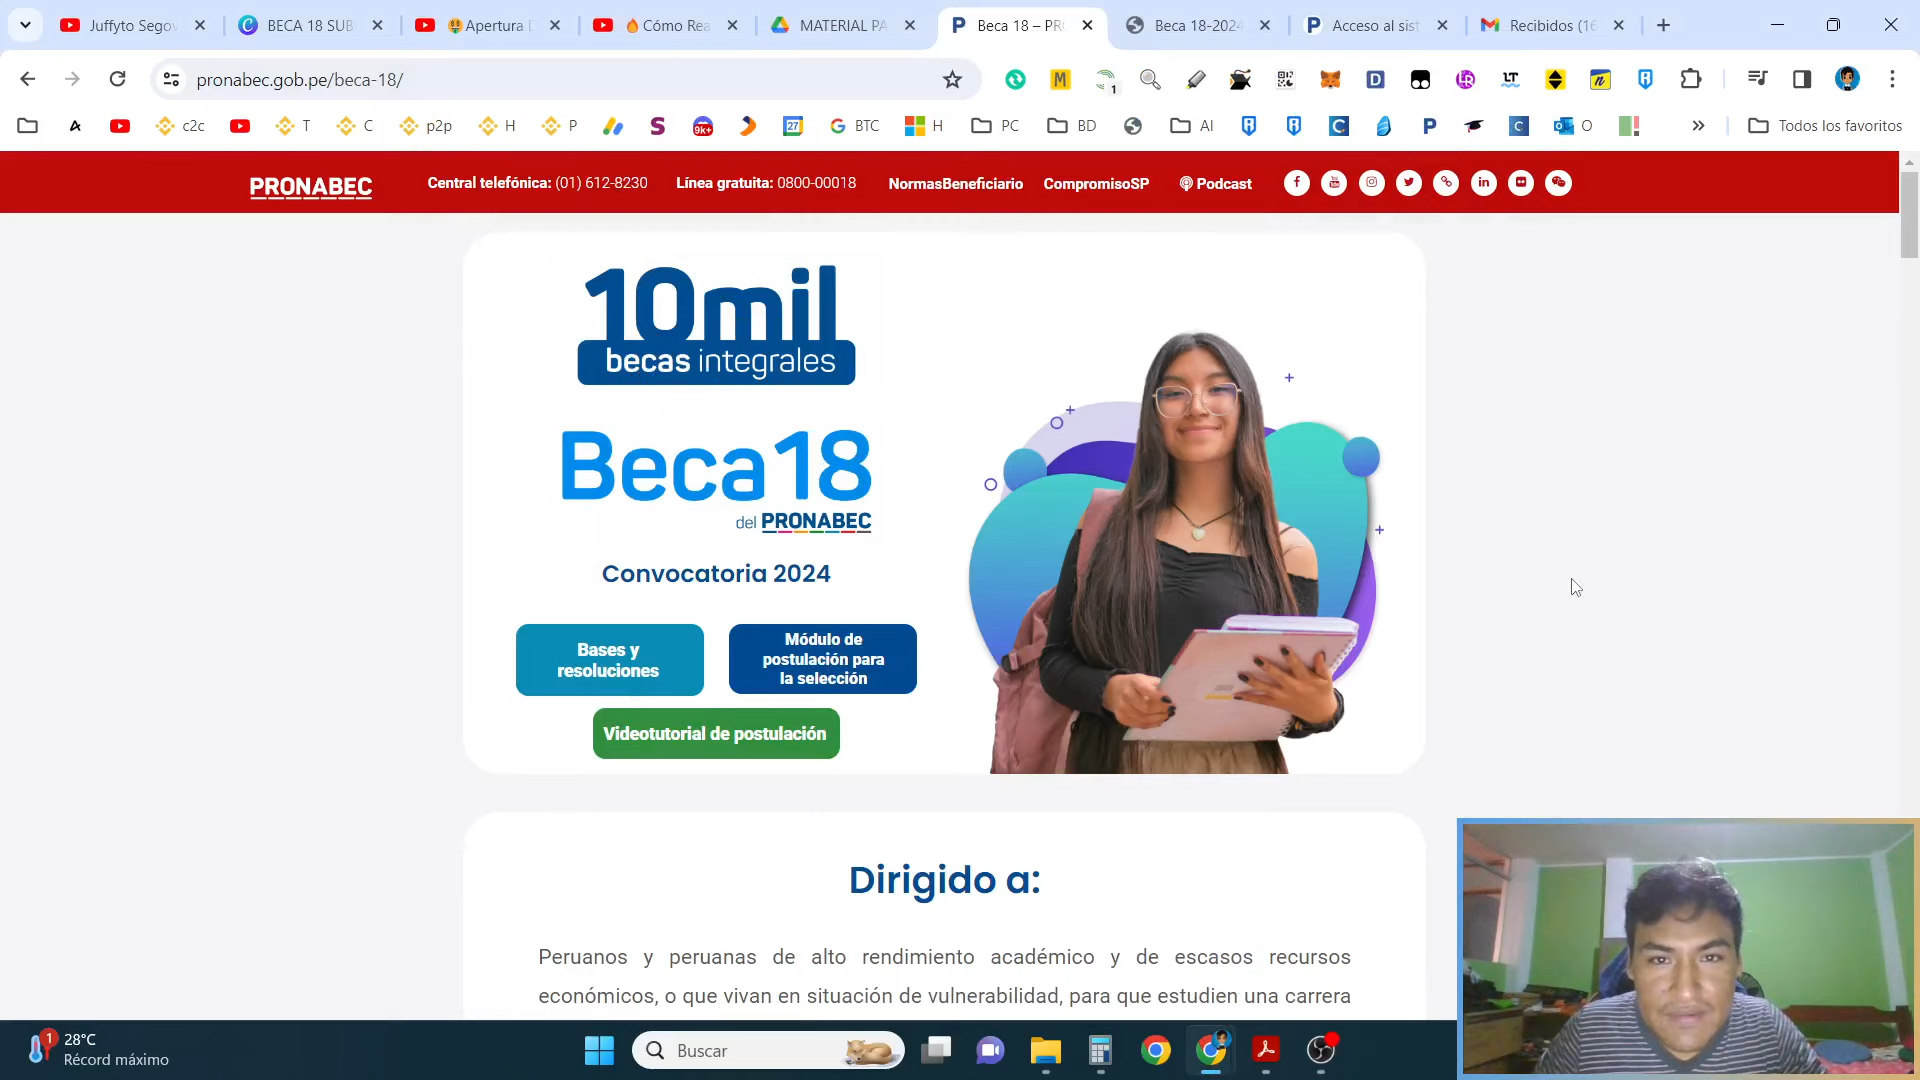 Juffyto Segov
BECA 18 SUB
Apertura D
Cómo Rea
MATERIAL PA
Beca 18 – PR
Beca 18-2024
Acceso al sist
Recibidos (16
pronabec.gob.pe/beca-18/
c2c
T
C
p2p
H
P
9k+
27
BTC
H
PC
BD
AI
O
Todos los favoritos
PRONABEC
Central telefónica: (01) 612-8230
Línea gratuita: 0800-00018
NormasBeneficiario
CompromisoSP
Podcast
10mil
becas integrales
Beca18
del PRONABEC
Convocatoria 2024
Bases y
resoluciones
Módulo de
postulación para
la selección
Videotutorial de postulación
Dirigido a:
Peruanos y peruanas de alto rendimiento académico y de escasos recursos
económicos, o que vivan en situación de vulnerabilidad, para que estudien una carrera
1
28°C
Récord máximo
Buscar